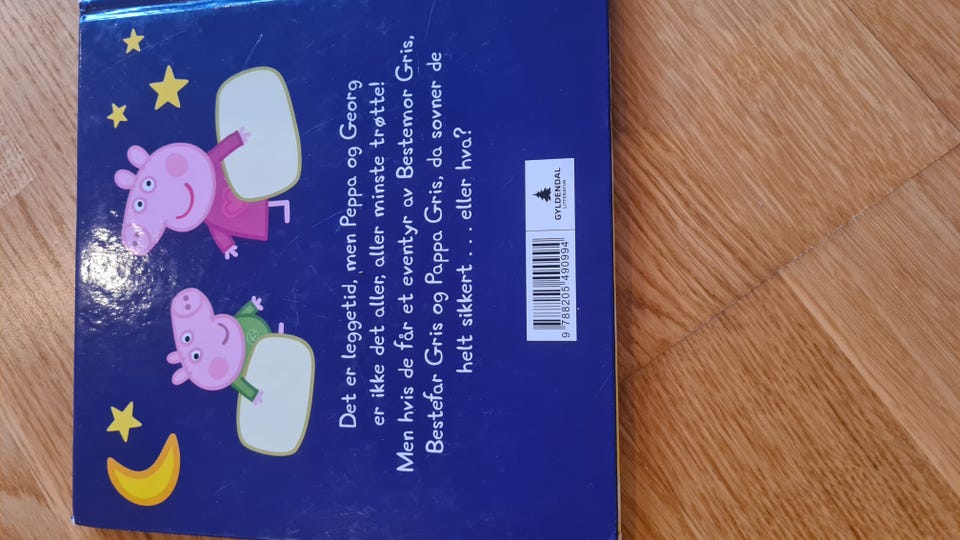 Det er leggetid, men Peppa og Georg
er ikke det aller, aller minste trøtte!
Men hvis de får et eventyr av Bestemor Gris,
Bestefar Gris og Pappa Gris, da sovner de
helt sikkert . . . eller hva?
9 788205 490994
GYLDENDAL
LITTERATUR